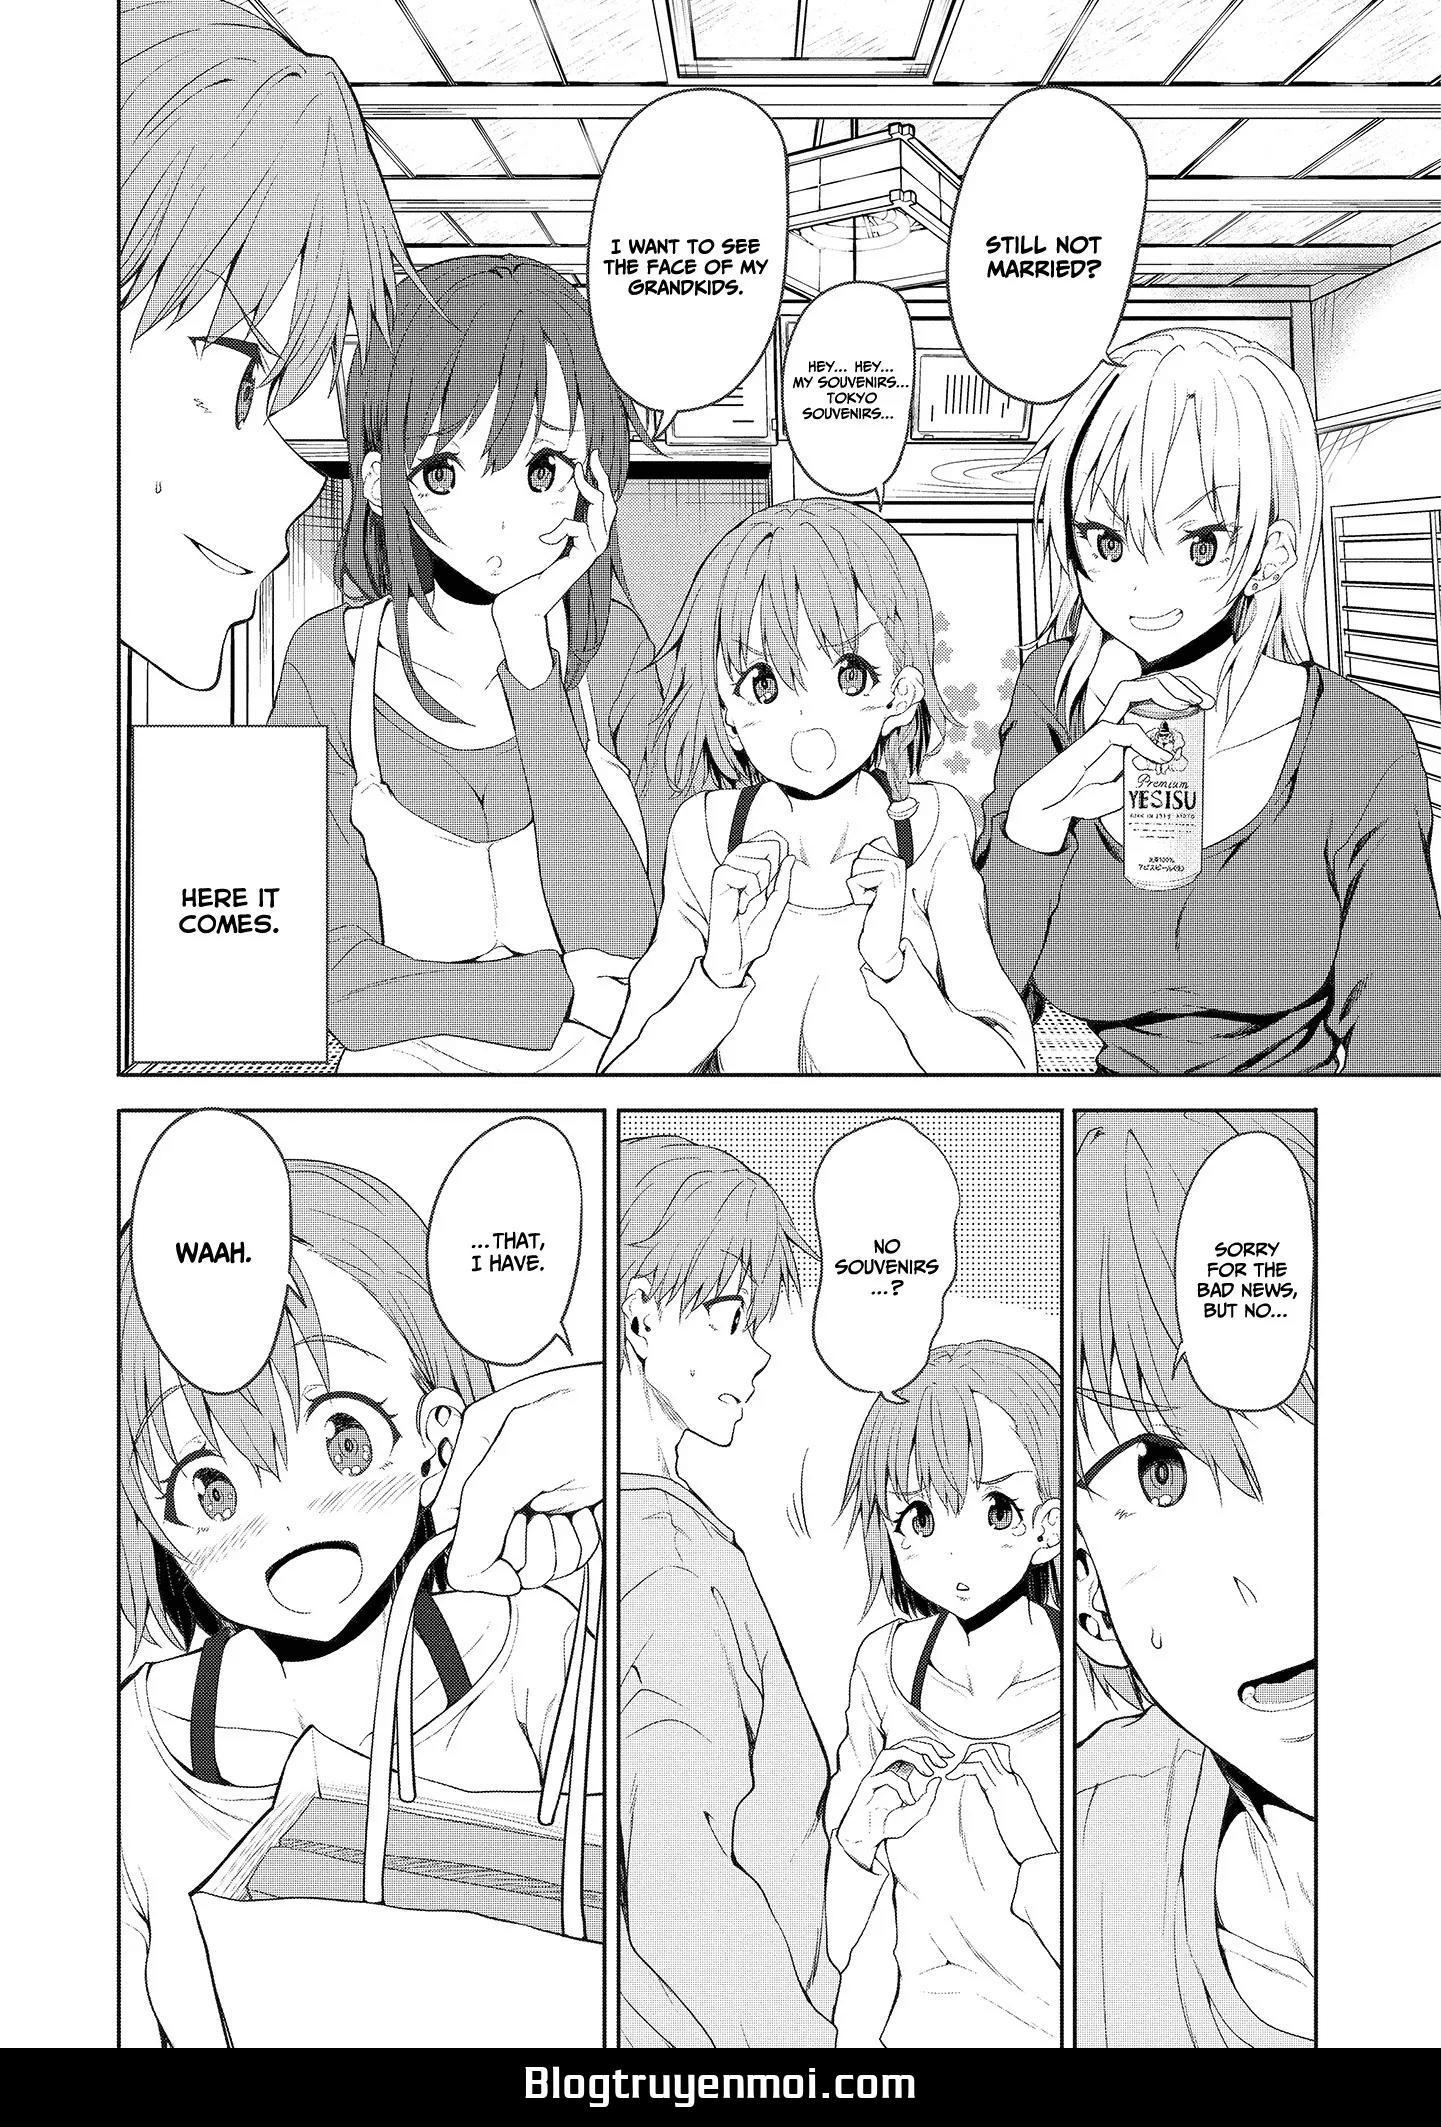 STILL NOT
MARRIED?
I WANT TO SEE
THE FACE OF MY
GRANDKIDS.
HEY... HEY...
MY SOUVENIRS...
TOKYO
SOUVENIRS...
Premium
YESISU
HERE IT
COMES.
SORRY
FOR THE
BAD NEWS,
BUT NO...
NO
SOUVENIRS
...?
...THAT,
I HAVE.
WAAH.
Blogtruyenmoi.com